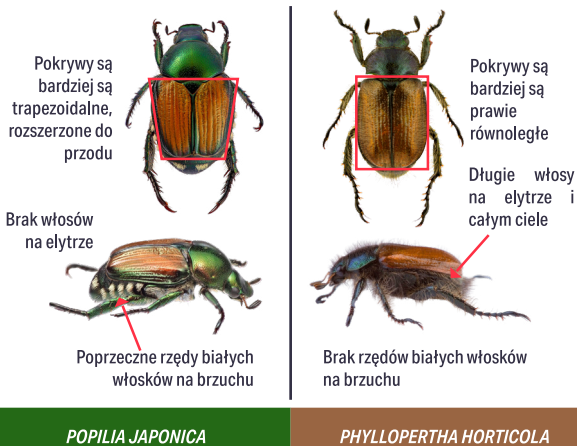 Pokrywy są
bardziej są
trapezoidalne,
rozszerzone do
przodu
Brak włosów
na elytrze
Poprzeczne rzędy białych
włosków na brzuchu
POPILIA JAPONICA
Pokrywy są
bardziej są
prawie
równoległe
Długie włosy
na elytrze i
całym ciele
Brak rzędów białych włosków
na brzuchu
PHYLLOPERTHA HORTICOLA